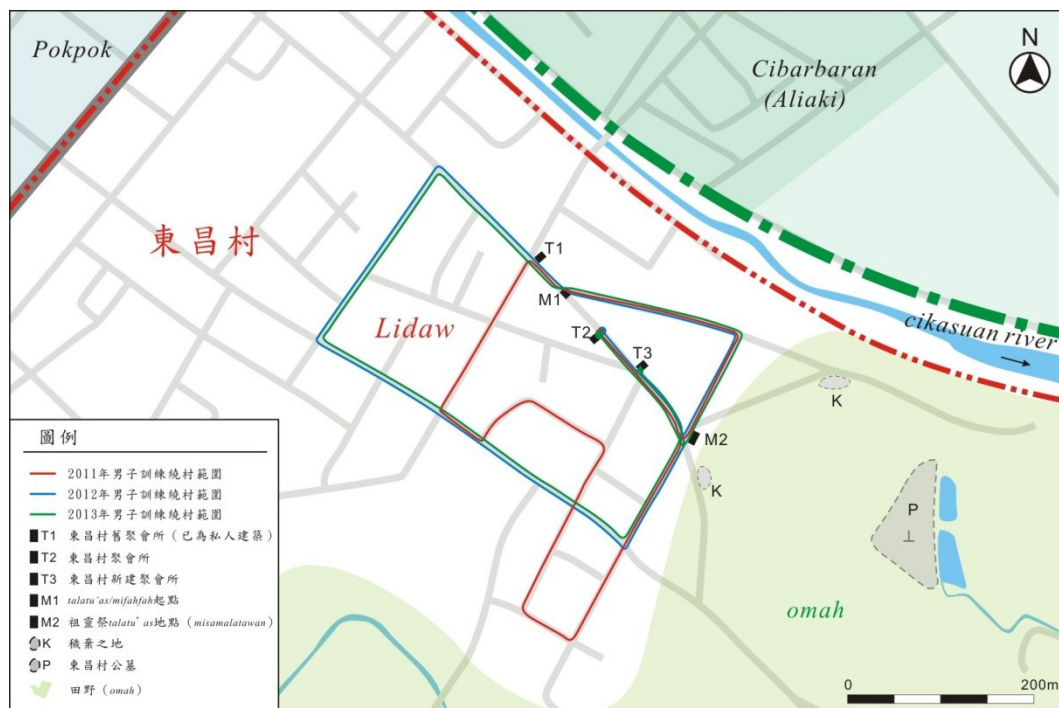 Pokpok
Cibarbaran
(Aliaki)
N
東昌村
T1
M1
Lidaw
T2
T3
cikasuan river
K
M2
K
P
omah
圖例
2011年男子訓練繞村範圍
2012年男子訓練繞村範圍
2013年男子訓練繞村範圍
T1 東昌村舊聚會所（已為私人建築）
T2 東昌村聚會所
T3 東昌村新建聚會所
M1 talatu'as/mifahfah起點
M2 祖靈祭talatu' as地點（misamalatawan）
K 穢棄之地
P 東昌村公墓
田野（omah）
0 200m